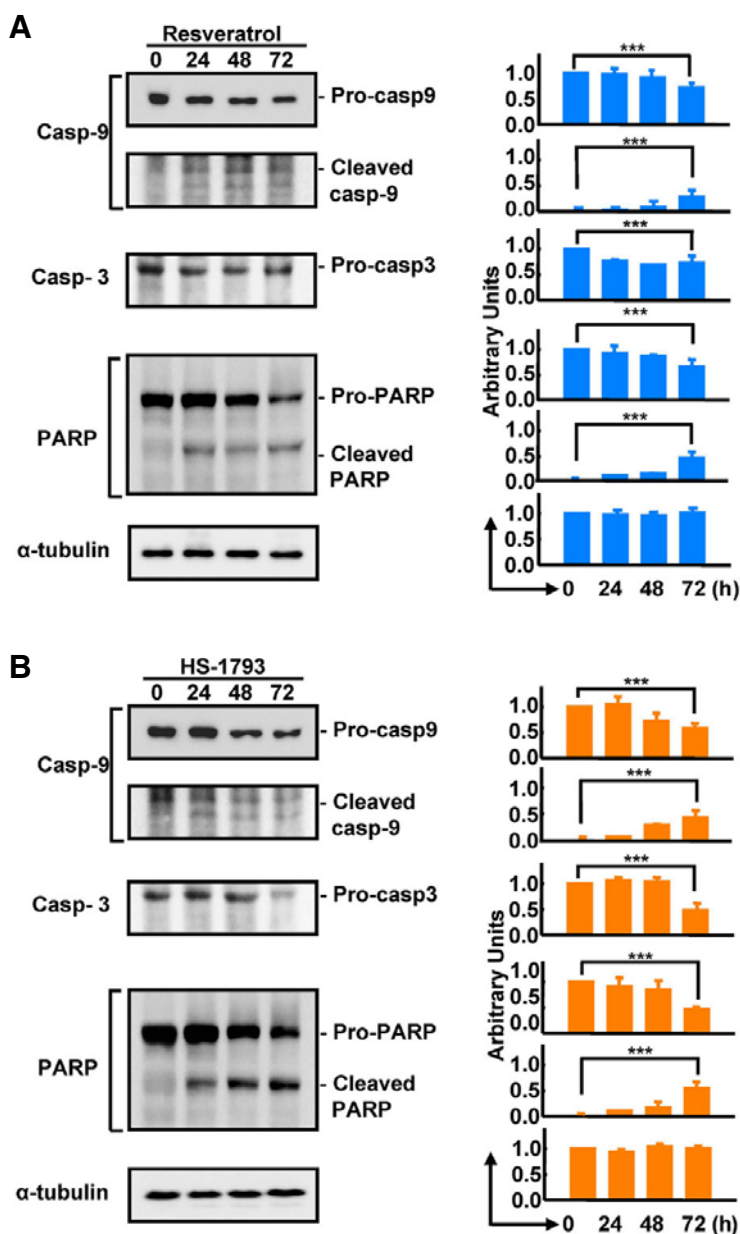 A
Resveratrol
0 24 48 72
Casp-9
- Pro-casp9
- Cleaved
casp-9
Casp- 3
- Pro-casp3
PARP
- Pro-PARP
- Cleaved
PARP
α-tubulin
***
1.0
0.5
0.0
***
1.0
0.5
0.0
***
1.0
0.5
0.0
***
1.0
0.5
0.0
***
1.0
0.5
0.0
1.0
0.5
0.0
Arbitrary Units
0 24 48 72 (h)
B
HS-1793
0 24 48 72
Casp-9
- Pro-casp9
- Cleaved
casp-9
Casp- 3
- Pro-casp3
PARP
- Pro-PARP
- Cleaved
PARP
α-tubulin
***
1.0
0.5
0.0
***
1.0
0.5
0.0
***
1.0
0.5
0.0
***
1.0
0.5
0.0
***
1.0
0.5
0.0
1.0
0.5
0.0
Arbitrary Units
0 24 48 72 (h)